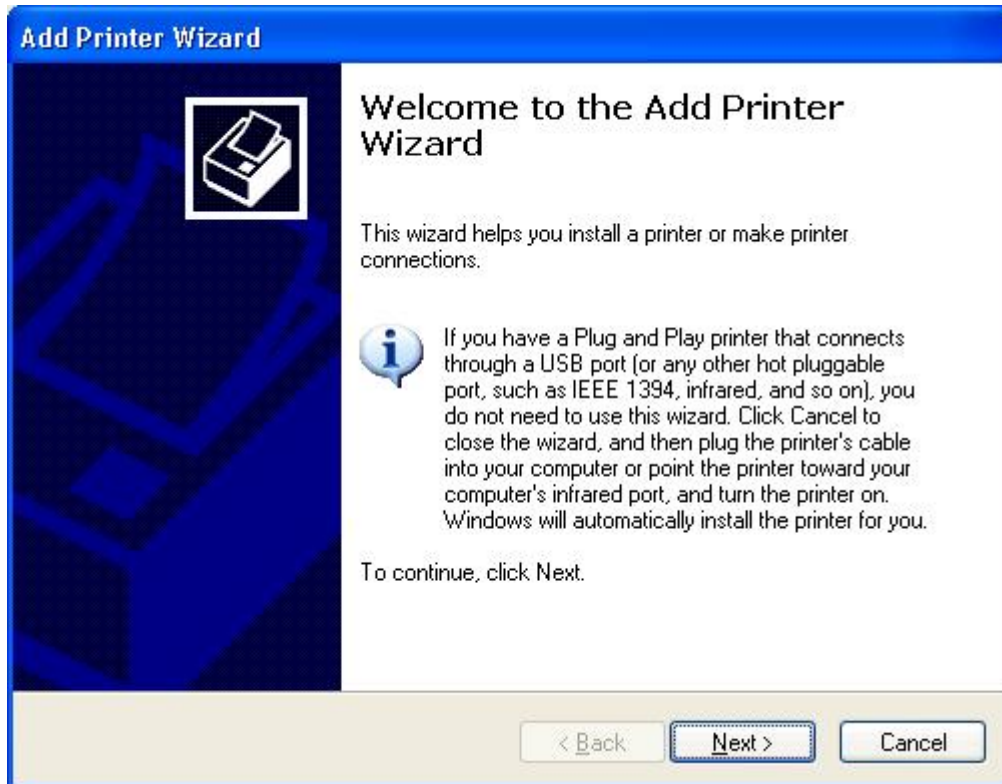 Add Printer Wizard
Welcome to the Add Printer
Wizard
This wizard helps you install a printer or make printer
connections.
If you have a Plug and Play printer that connects
through a USB port (or any other hot pluggable
port, such as IEEE 1394, infrared, and so on), you
do not need to use this wizard. Click Cancel to
close the wizard, and then plug the printer's cable
into your computer or point the printer toward your
computer's infrared port, and turn the printer on.
Windows will automatically install the printer for you.
To continue, click Next.
< Back Next > Cancel